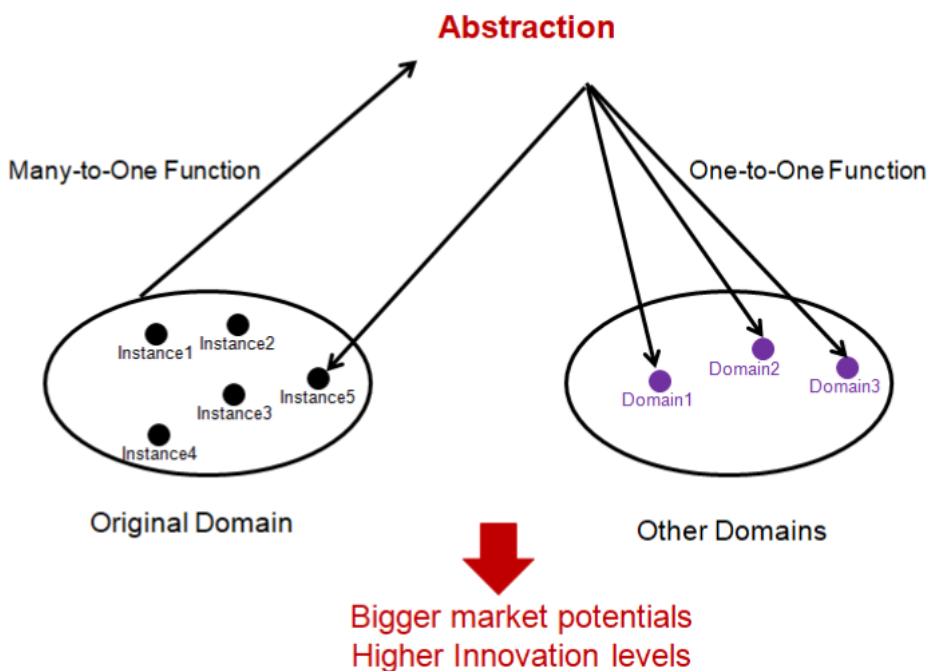 Abstraction
Many-to-One Function
One-to-One Function
Instance1
Instance2
Instance3
Instance4
Instance5
Domain1
Domain2
Domain3
Original Domain
Other Domains
Bigger market potentials
Higher Innovation levels